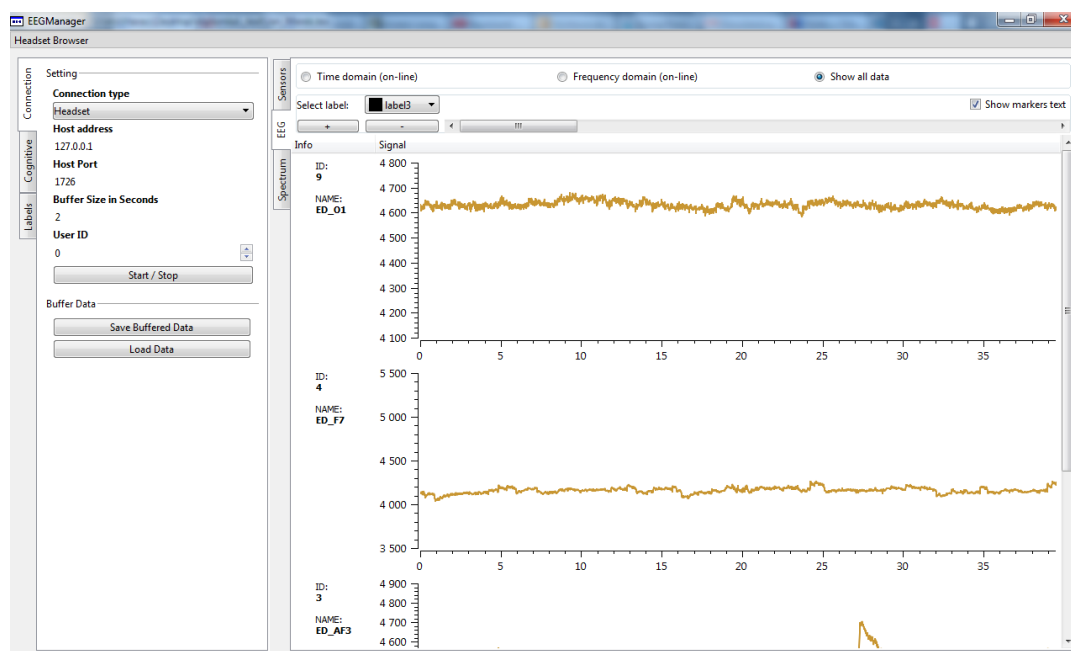 EEGManager
Headset Browser
Connection
Cognitive
Labels
Setting
Connection type
Headset
Host address
127.0.0.1
Host Port
1726
Buffer Size in Seconds
2
User ID
0
Start / Stop
Buffer Data
Save Buffered Data
Load Data
Sensors
EEG
Spectrum
Time domain (on-line) Frequency domain (on-line) Show all data
Select label: label3 Show markers text
+ -
Info Signal
ID:
9
NAME:
ED_O1
4 800
4 700
4 600
4 500
4 400
4 300
4 200
4 100
0 5 10 15 20 25 30 35
ID:
4
NAME:
ED_F7
5 500
5 000
4 500
4 000
3 500
0 5 10 15 20 25 30 35
ID:
3
NAME:
ED_AF3
4 900
4 800
4 700
4 600